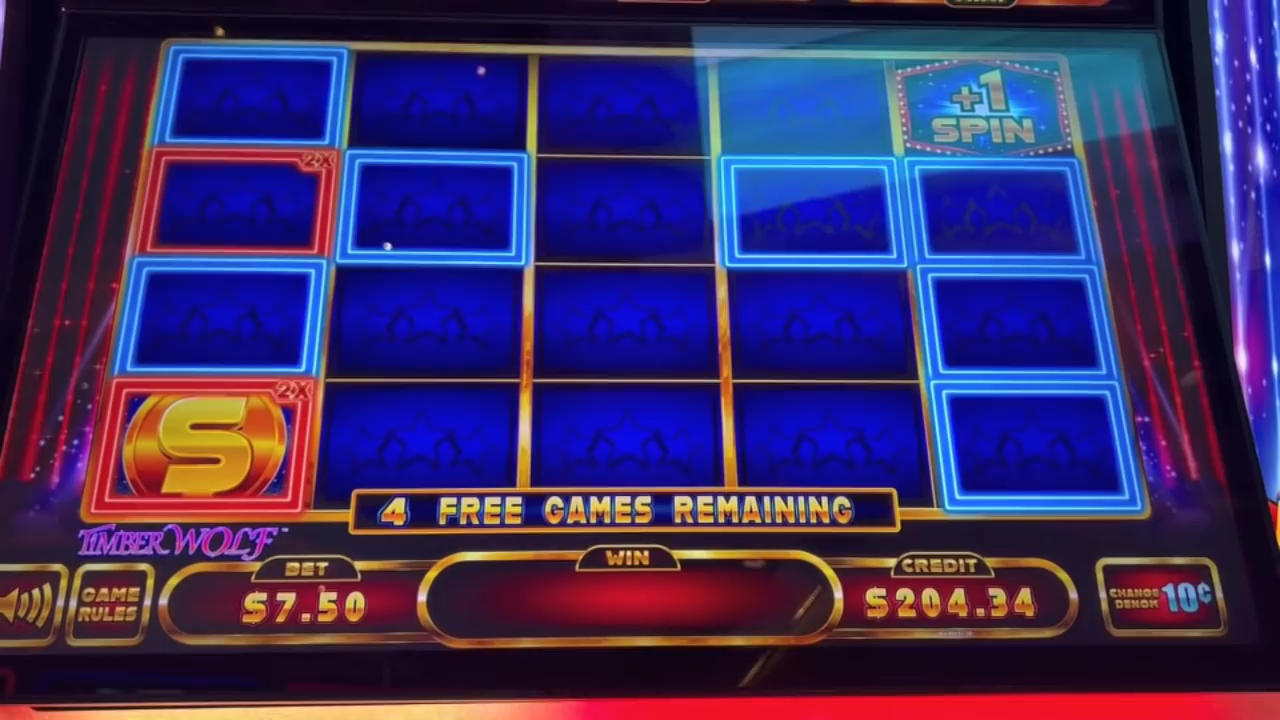 +1
SPIN
2X
2X
S
4 FREE GAMES REMAINING
TIMBER WOLF™
GAME
RULES
BET
$7.50
WIN
CREDIT
$204.34
CHANGE
DENOM
10¢